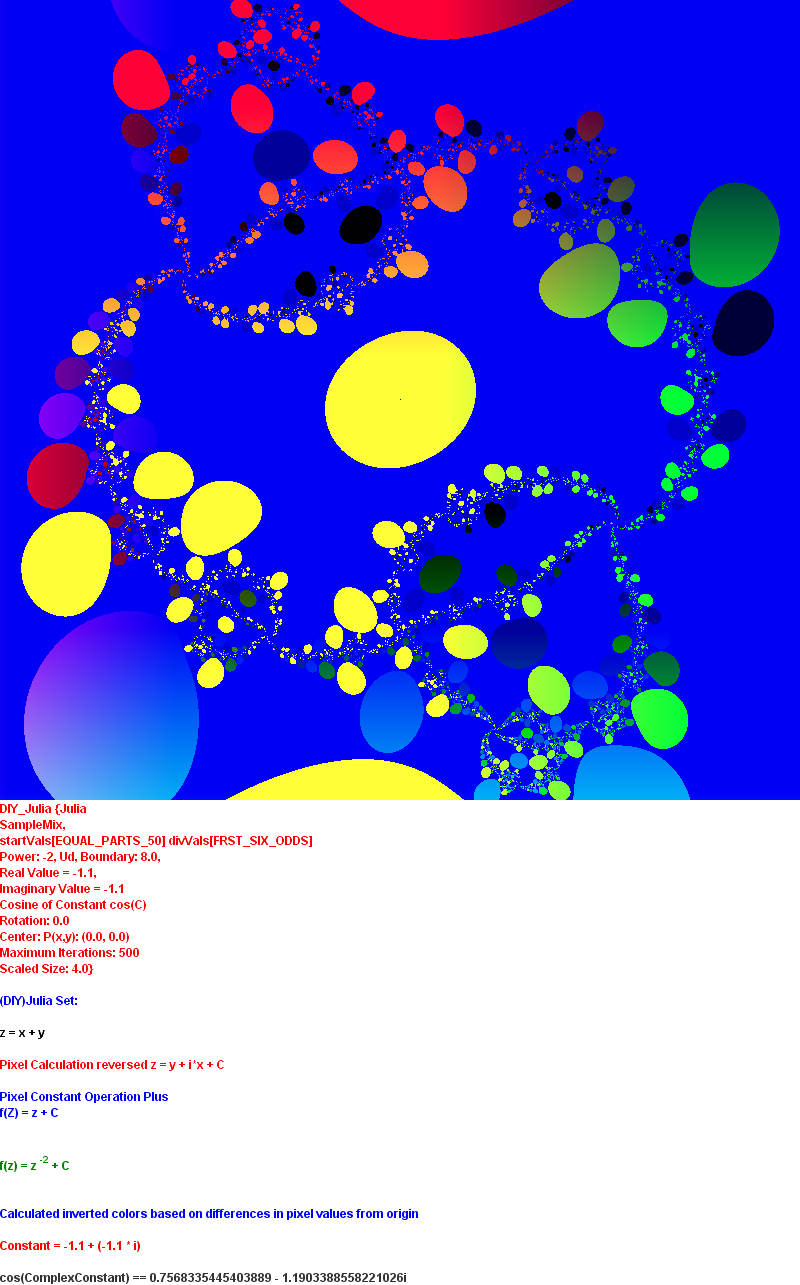 DIY_Julia {Julia
SampleMix,
startVals[EQUAL_PARTS_50] divVals[FRST_SIX_ODDS]
Power: -2, Ud, Boundary: 8.0,
Real Value = -1.1,
Imaginary Value = -1.1
Cosine of Constant cos(C)
Rotation: 0.0
Center: P(x,y): (0.0, 0.0)
Maximum Iterations: 500
Scaled Size: 4.0}
(DIY)Julia Set:
z = x + y
Pixel Calculation reversed z = y + i*x + C
Pixel Constant Operation Plus
f(Z) = z + C
f(z) = z -2 + C
Calculated inverted colors based on differences in pixel values from origin
Constant = -1.1 + (-1.1 * i)
cos(ComplexConstant) == 0.7568335445403889 - 1.1903388558221026i